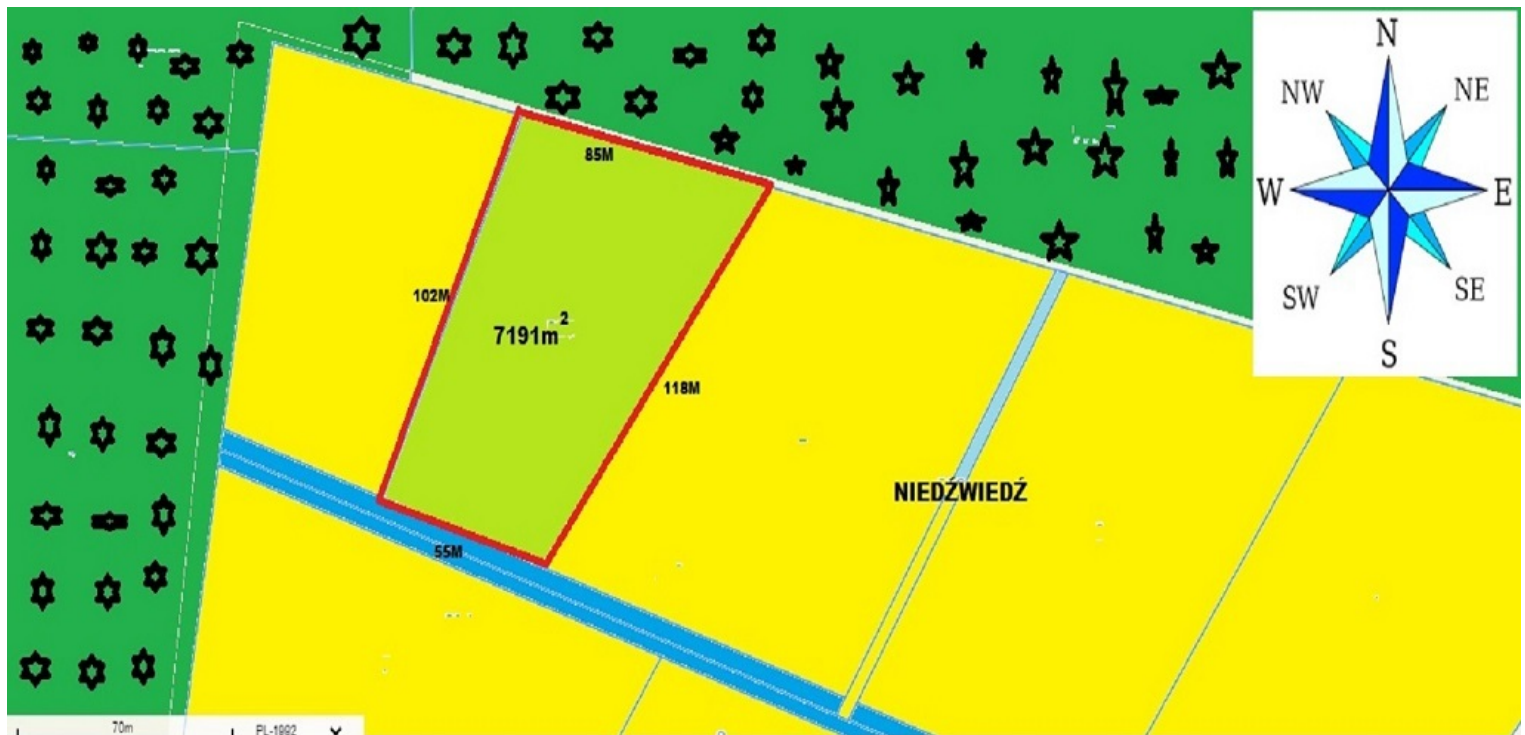 N
NW
NE
W
E
SW
SE
S
85M
102M
7191m²
118M
NIEDŹWIEDŹ
55M
70m
PL-1992